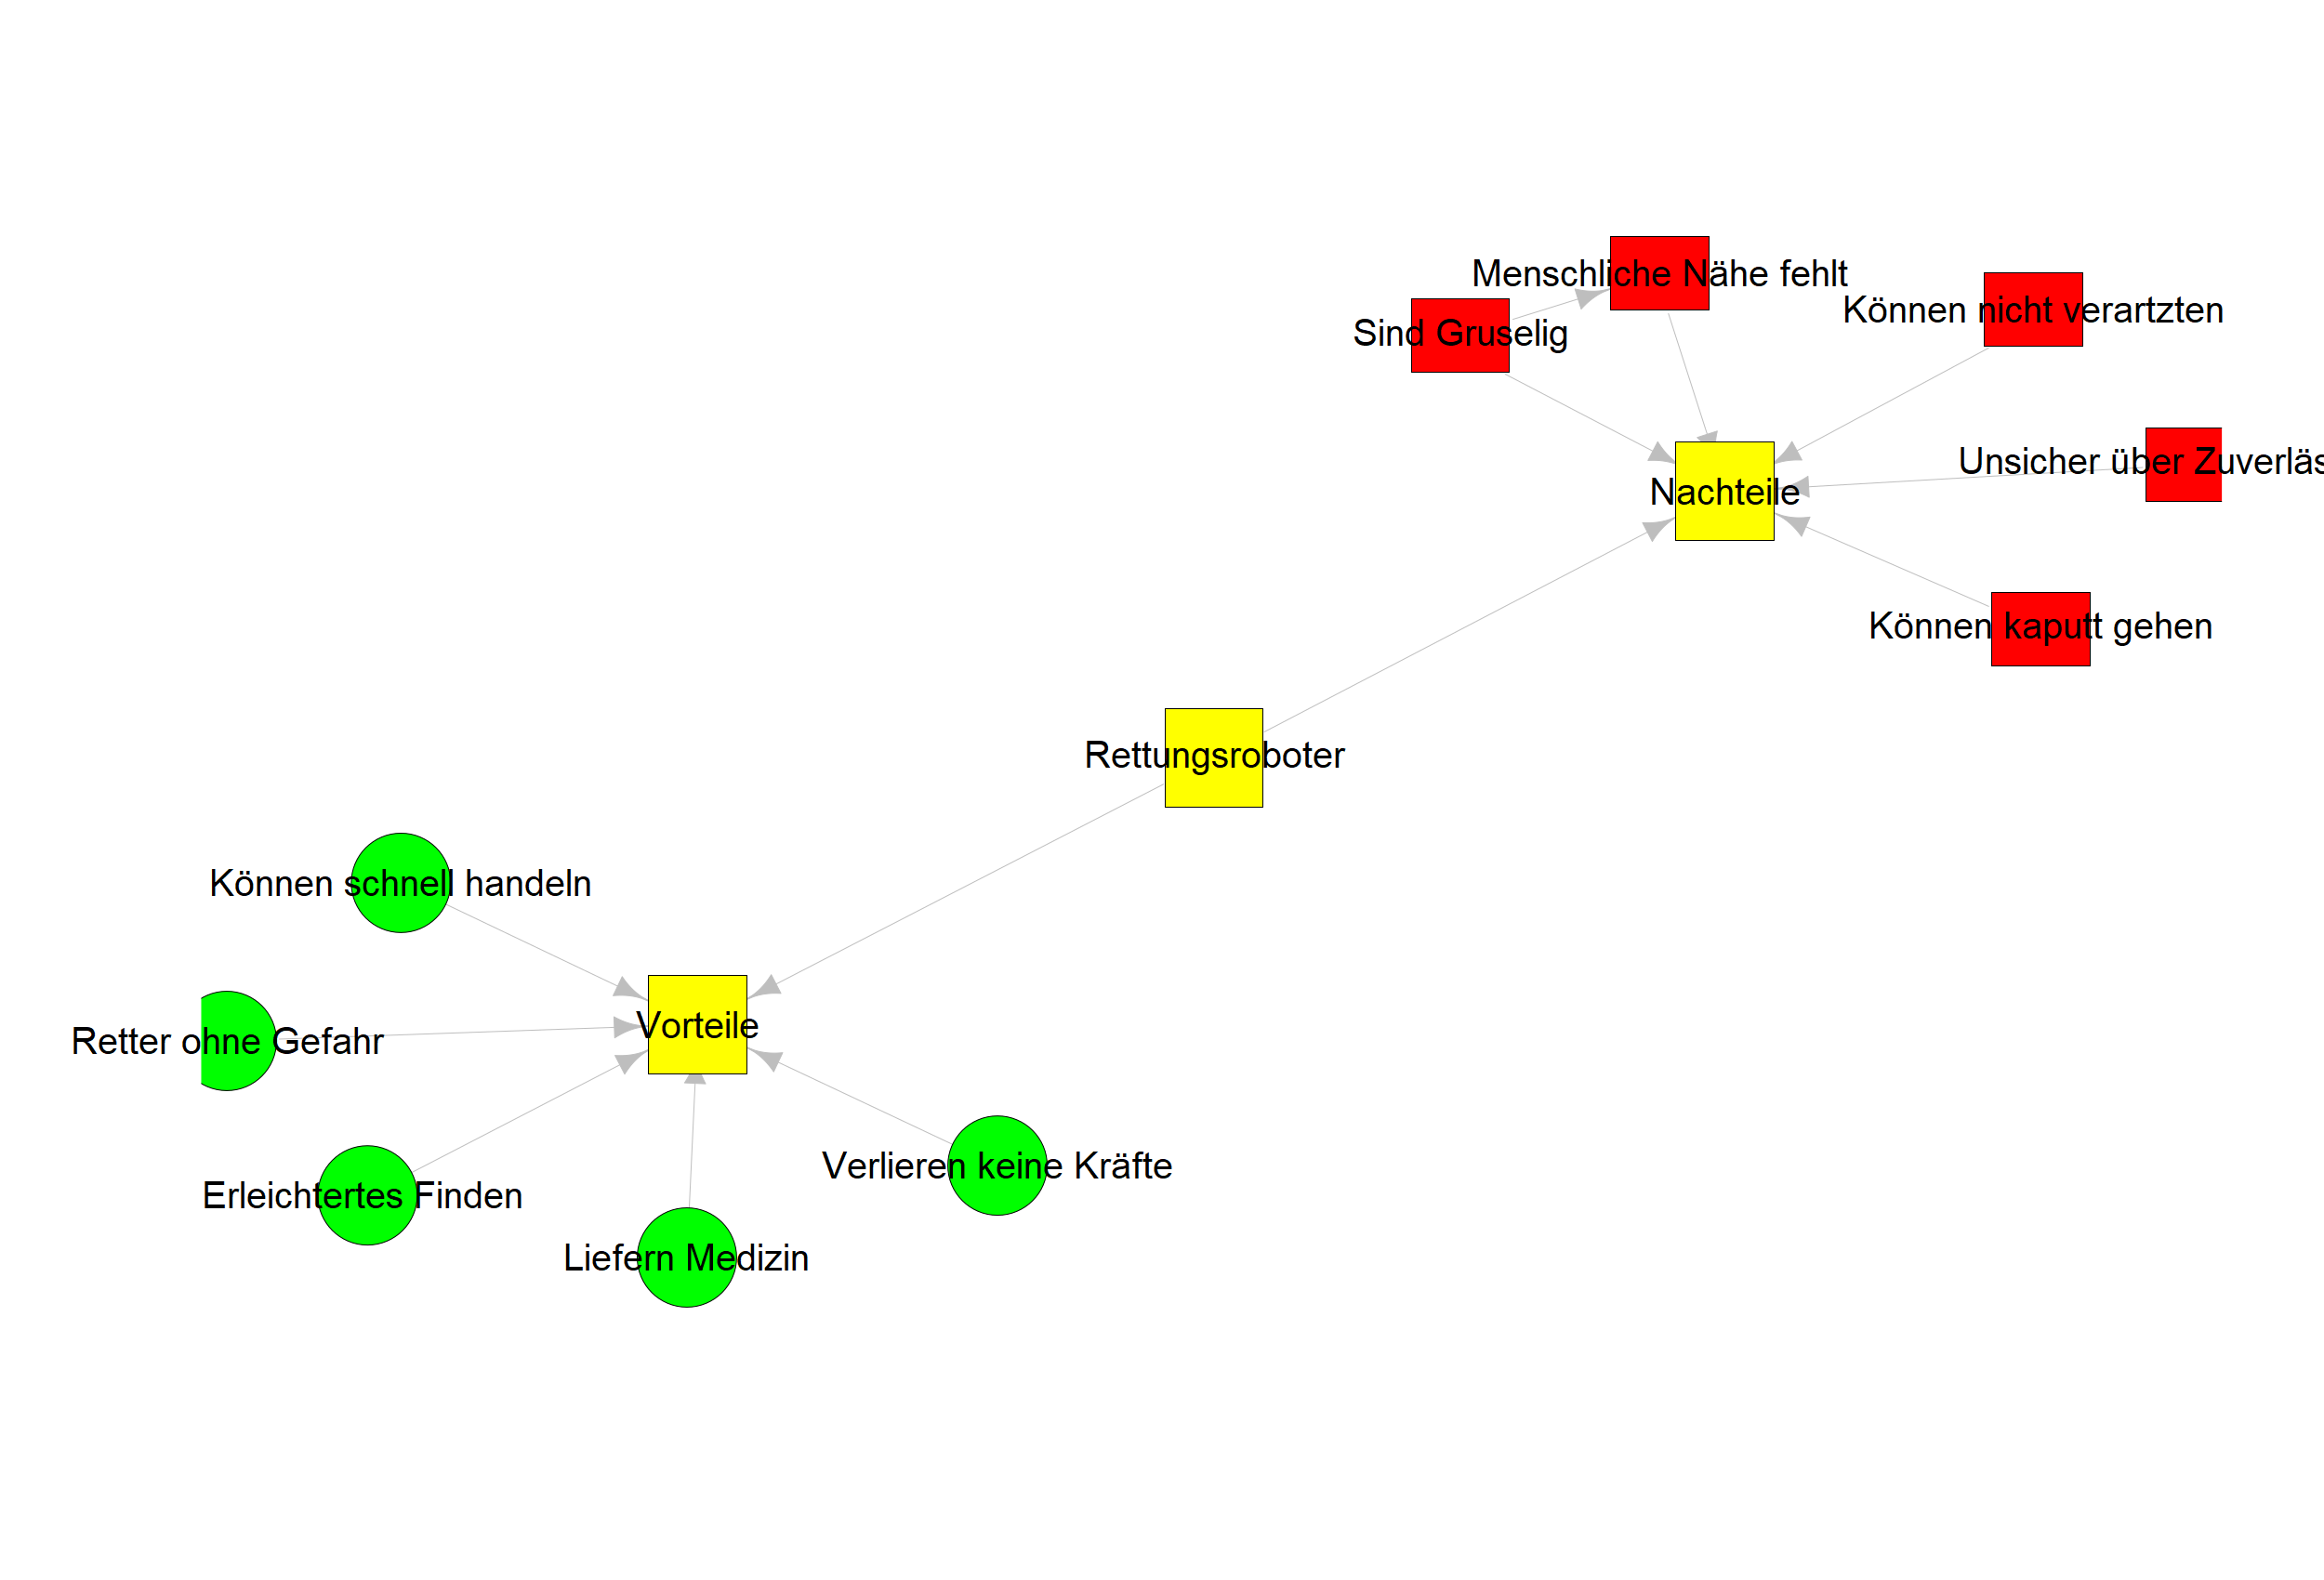 Menschliche Nähe fehlt
Können nicht verartzten
Sind Gruselig
Unsicher über Zuverläs
Nachteile
Können kaputt gehen
Rettungsroboter
Können schnell handeln
Vorteile
Retter ohne Gefahr
Verlieren keine Kräfte
Erleichtertes Finden
Liefern Medizin